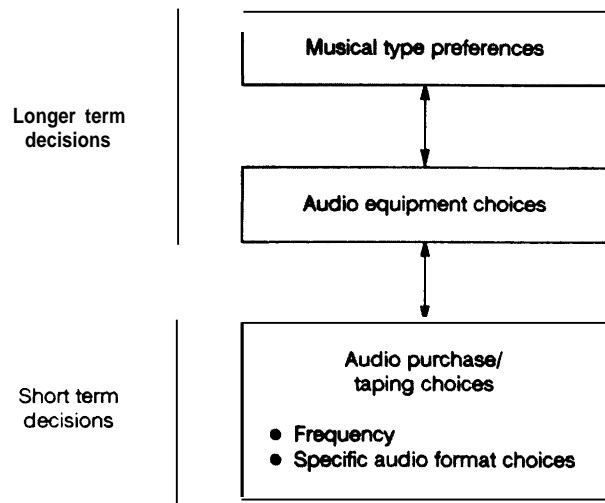 Musical type preferences
Longer term
decisions
Audio equipment choices
Audio purchase/
taping choices
Short term
decisions
● Frequency
● Specific audio format choices